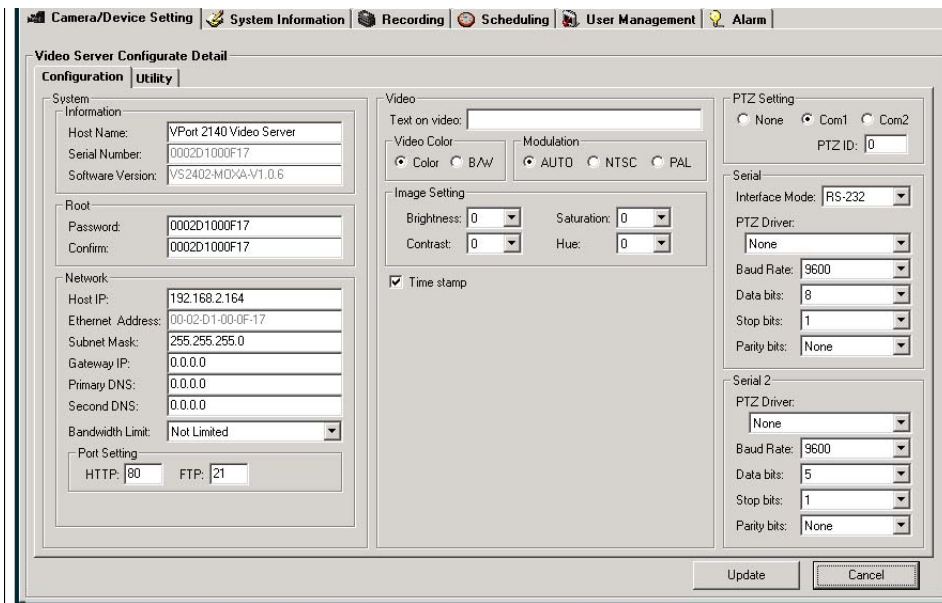 Camera/Device Setting System Information Recording Scheduling User Management Alarm
Video Server Configurate Detail
Configuration Utility
System
Information
Host Name: VPort 2140 Video Server
Serial Number: 0002D1000F17
Software Version: VS2402-MOXA-V1.0.6
Root
Password: 0002D1000F17
Confirm: 0002D1000F17
Network
Host IP: 192.168.2.164
Ethernet Address: 00-02-D1-00-0F-17
Subnet Mask: 255.255.255.0
Gateway IP: 0.0.0.0
Primary DNS: 0.0.0.0
Second DNS: 0.0.0.0
Bandwidth Limit: Not Limited
Port Setting
HTTP: 80 FTP: 21
Video
Text on video:
Video Color
Color B/W
Modulation
AUTO NTSC PAL
Image Setting
Brightness: 0 Saturation: 0
Contrast: 0 Hue: 0
Time stamp
PTZ Setting
None Com1 Com2
PTZ ID: 0
Serial
Interface Mode: RS-232
PTZ Driver:
None
Baud Rate: 9600
Data bits: 8
Stop bits: 1
Parity bits: None
Serial 2
PTZ Driver:
None
Baud Rate: 9600
Data bits: 5
Stop bits: 1
Parity bits: None
Update Cancel